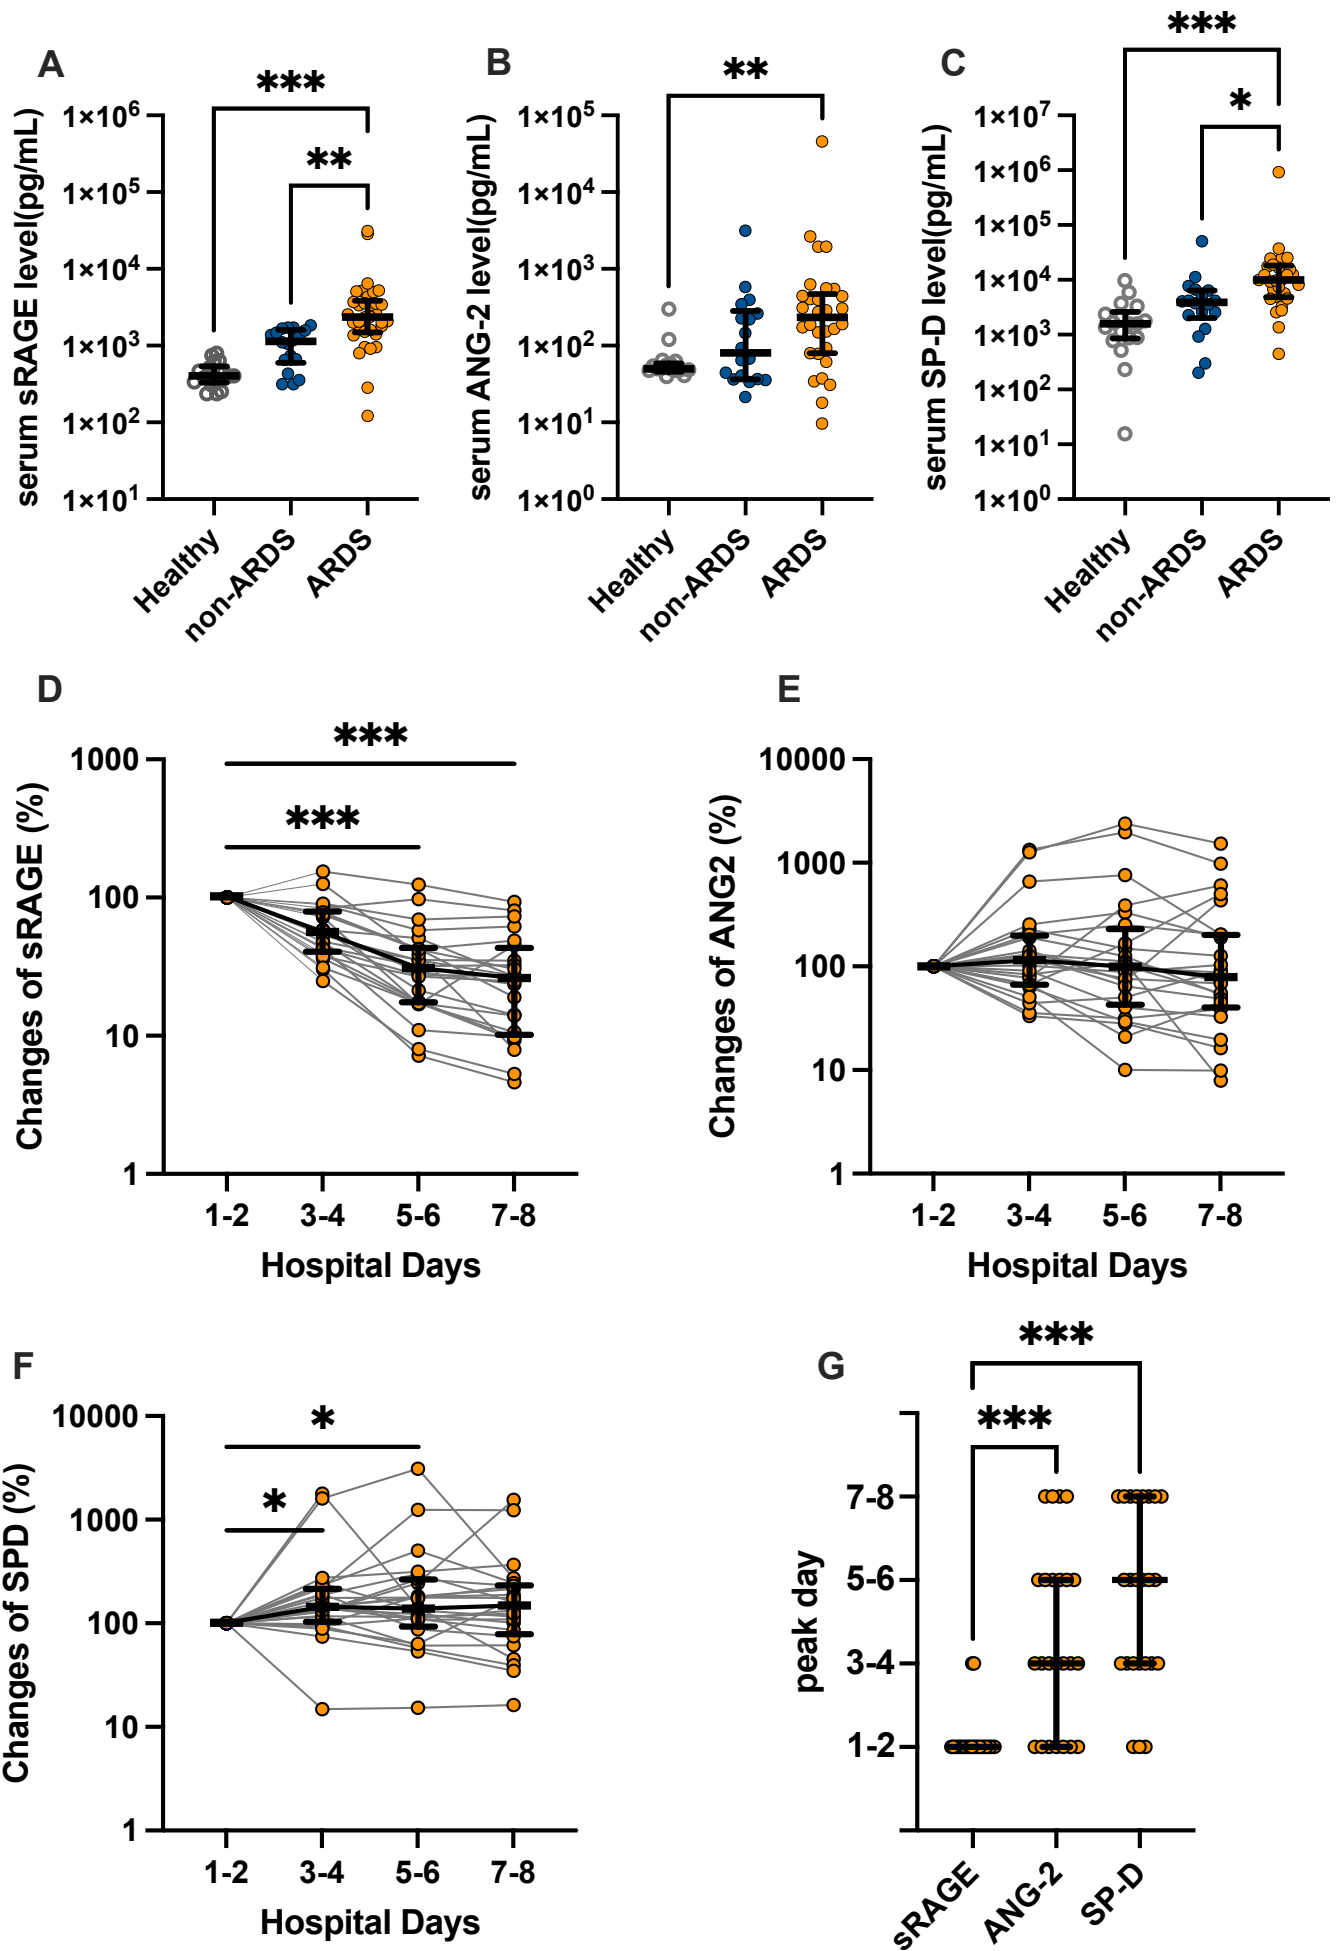 A
B
C
***
**
**
***
*
serum sRAGE level(pg/mL)
1×10⁶
1×10⁵
1×10⁴
1×10³
1×10²
1×10¹
Healthy
non-ARDS
ARDS
serum ANG-2 level(pg/mL)
1×10⁵
1×10⁴
1×10³
1×10²
1×10¹
1×10⁰
Healthy
non-ARDS
ARDS
serum SP-D level(pg/mL)
1×10⁷
1×10⁶
1×10⁵
1×10⁴
1×10³
1×10²
1×10¹
1×10⁰
Healthy
non-ARDS
ARDS
D
***
***
Changes of sRAGE (%)
1000
100
10
1
1-2 3-4 5-6 7-8
Hospital Days
E
Changes of ANG2 (%)
10000
1000
100
10
1
1-2 3-4 5-6 7-8
Hospital Days
F
*
*
Changes of SPD (%)
10000
1000
100
10
1
1-2 3-4 5-6 7-8
Hospital Days
G
***
***
peak day
7-8
5-6
3-4
1-2
sRAGE
ANG-2
SP-D